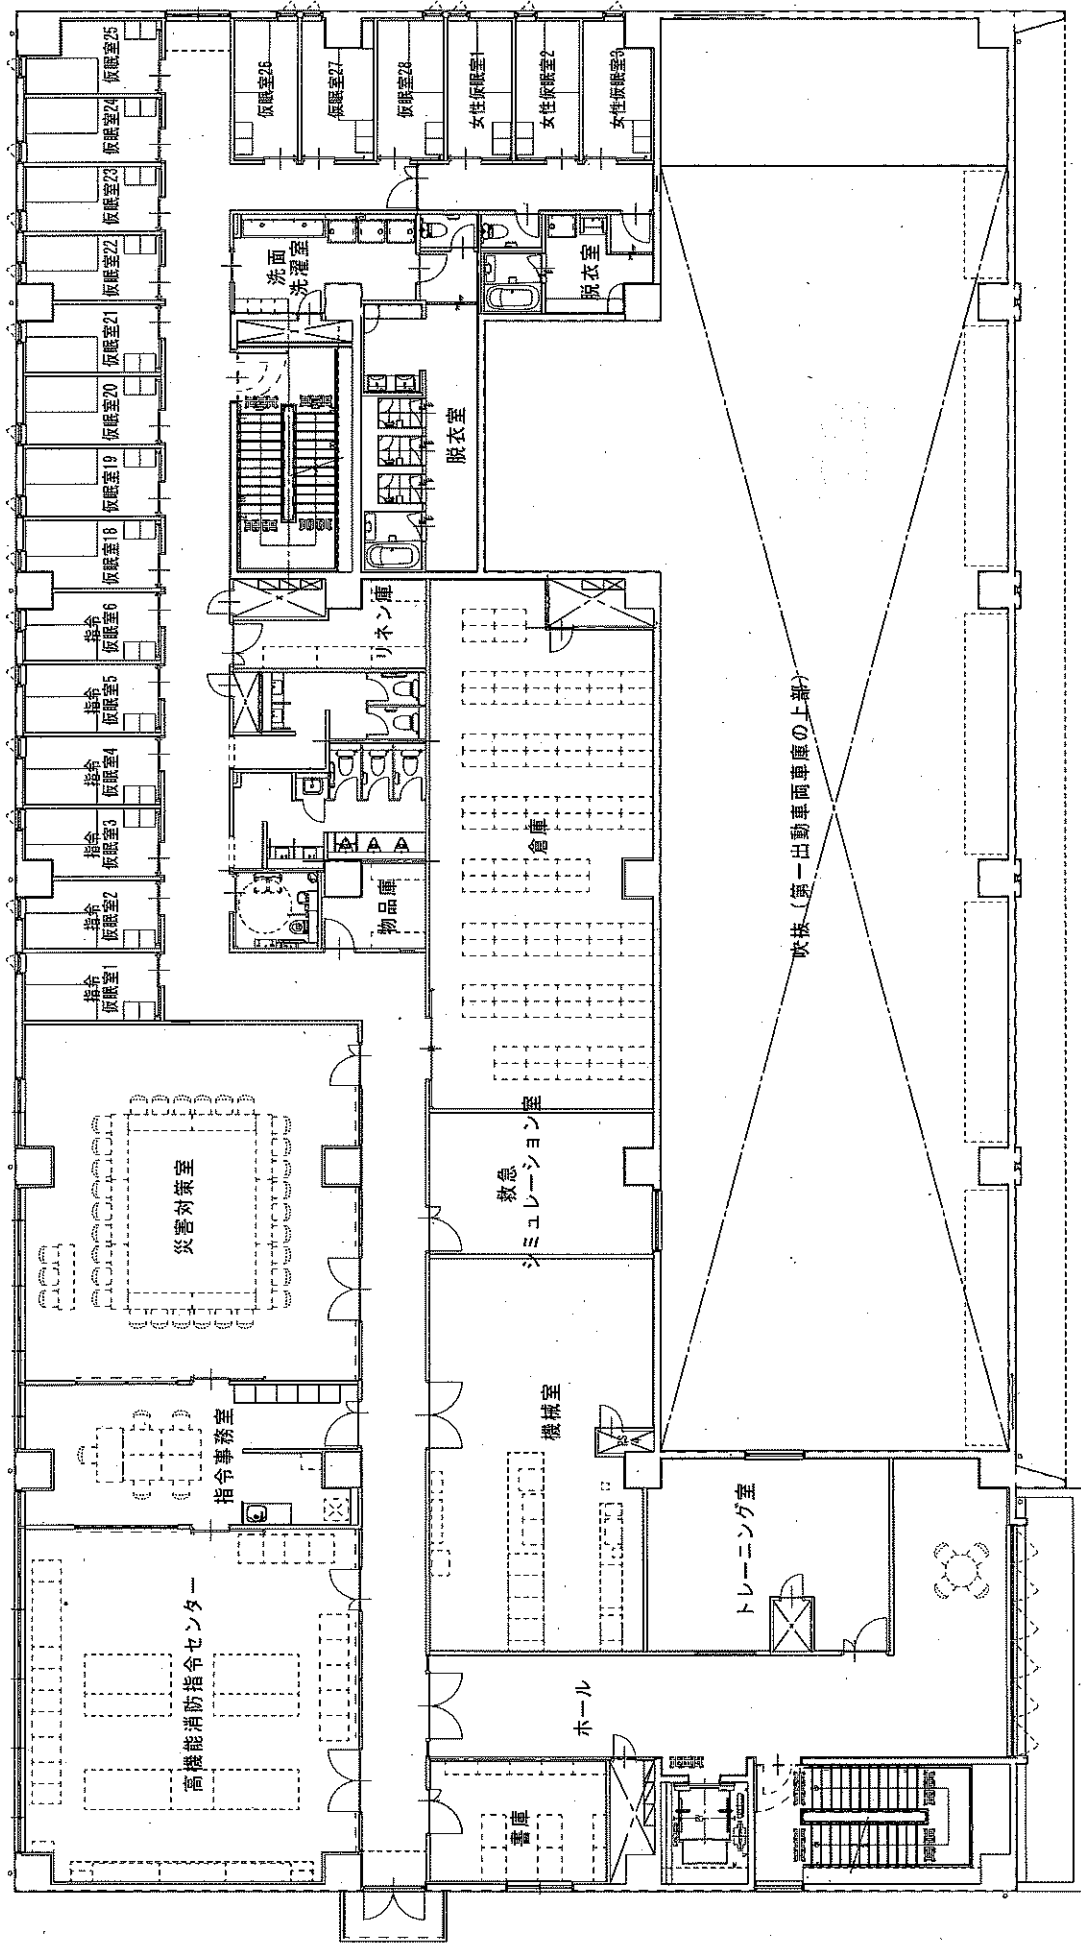 高機能消防指令センター
指令事務室
災害対策室
指令
仮眠室1
指令
仮眠室2
指令
仮眠室3
指令
仮眠室4
指令
仮眠室5
指令
仮眠室6
仮眠室18
仮眠室19
仮眠室20
仮眠室21
仮眠室22
仮眠室23
仮眠室24
仮眠室25
仮眠室26
仮眠室27
仮眠室28
女性仮眠室1
女性仮眠室2
女性仮眠室3
洗面
洗濯室
脱衣室
脱衣室
リネン庫
物品庫
倉庫
救急
シミュレーション室
機械室
トレーニング室
ホール
書庫
吹抜（第一出動車両車庫の上部）